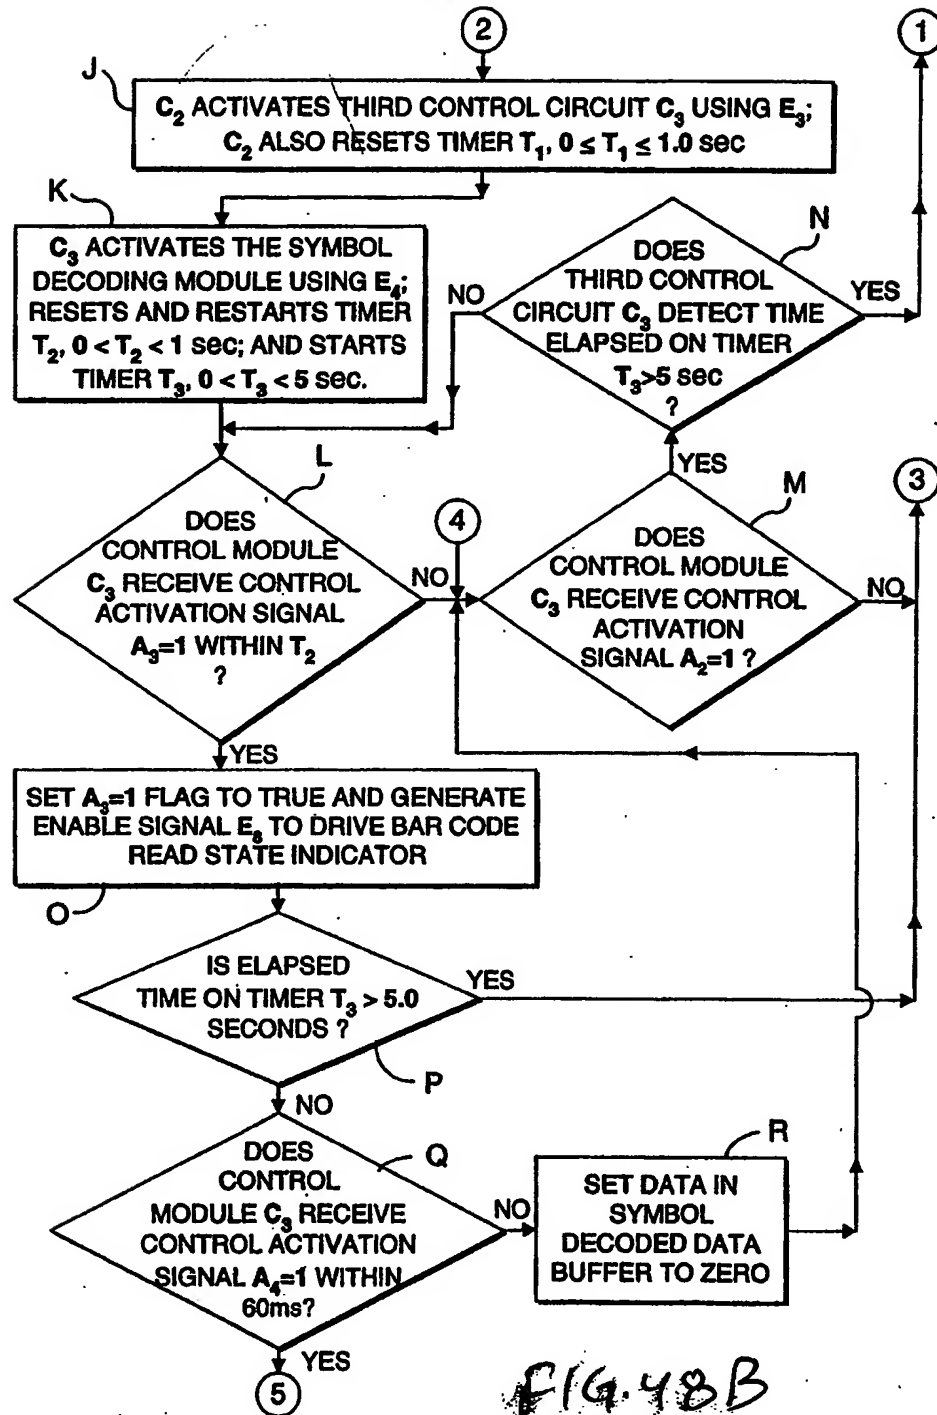 2
1
J
C₂ ACTIVATES THIRD CONTROL CIRCUIT C₃ USING E₃;
C₂ ALSO RESETS TIMER T₁, 0 ≤ T₁ ≤ 1.0 sec
K
C₃ ACTIVATES THE SYMBOL
DECODING MODULE USING E₄;
RESETS AND RESTARTS TIMER
T₂, 0 < T₂ < 1 sec; AND STARTS
TIMER T₃, 0 < T₃ < 5 sec.
N
DOES
THIRD CONTROL
CIRCUIT C₃ DETECT TIME
ELAPSED ON TIMER
T₃>5 sec
?
NO
YES
L
DOES
CONTROL MODULE
C₃ RECEIVE CONTROL
ACTIVATION SIGNAL
A₃=1 WITHIN T₂
?
NO
YES
4
M
YES
DOES
CONTROL MODULE
C₃ RECEIVE CONTROL
ACTIVATION
SIGNAL A₂=1 ?
NO
3
SET A₃=1 FLAG TO TRUE AND GENERATE
ENABLE SIGNAL E₈ TO DRIVE BAR CODE
READ STATE INDICATOR
O
IS ELAPSED
TIME ON TIMER T₃ > 5.0
SECONDS ?
YES
P
NO
DOES
CONTROL
MODULE C₃ RECEIVE
CONTROL ACTIVATION
SIGNAL A₄=1 WITHIN
60ms?
Q
NO
R
SET DATA IN
SYMBOL
DECODED DATA
BUFFER TO ZERO
YES
5
FIG. 48B